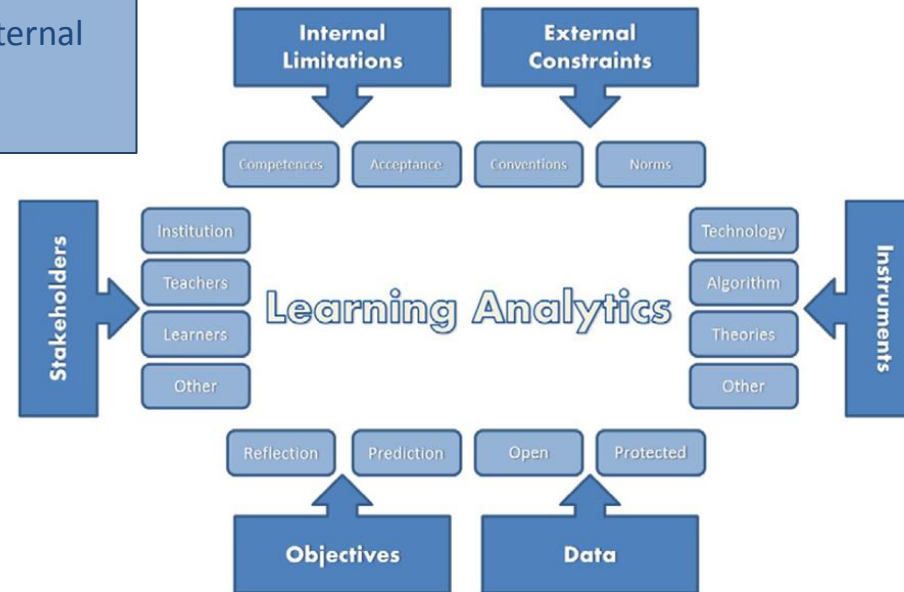 Internal
Limitations
External
Constraints
Competences
Acceptance
Conventions
Norms
Stakeholders
Institution
Teachers
Learners
Other
Learning Analytics
Technology
Algorithm
Theories
Other
Instruments
Reflection
Prediction
Open
Protected
Objectives
Data